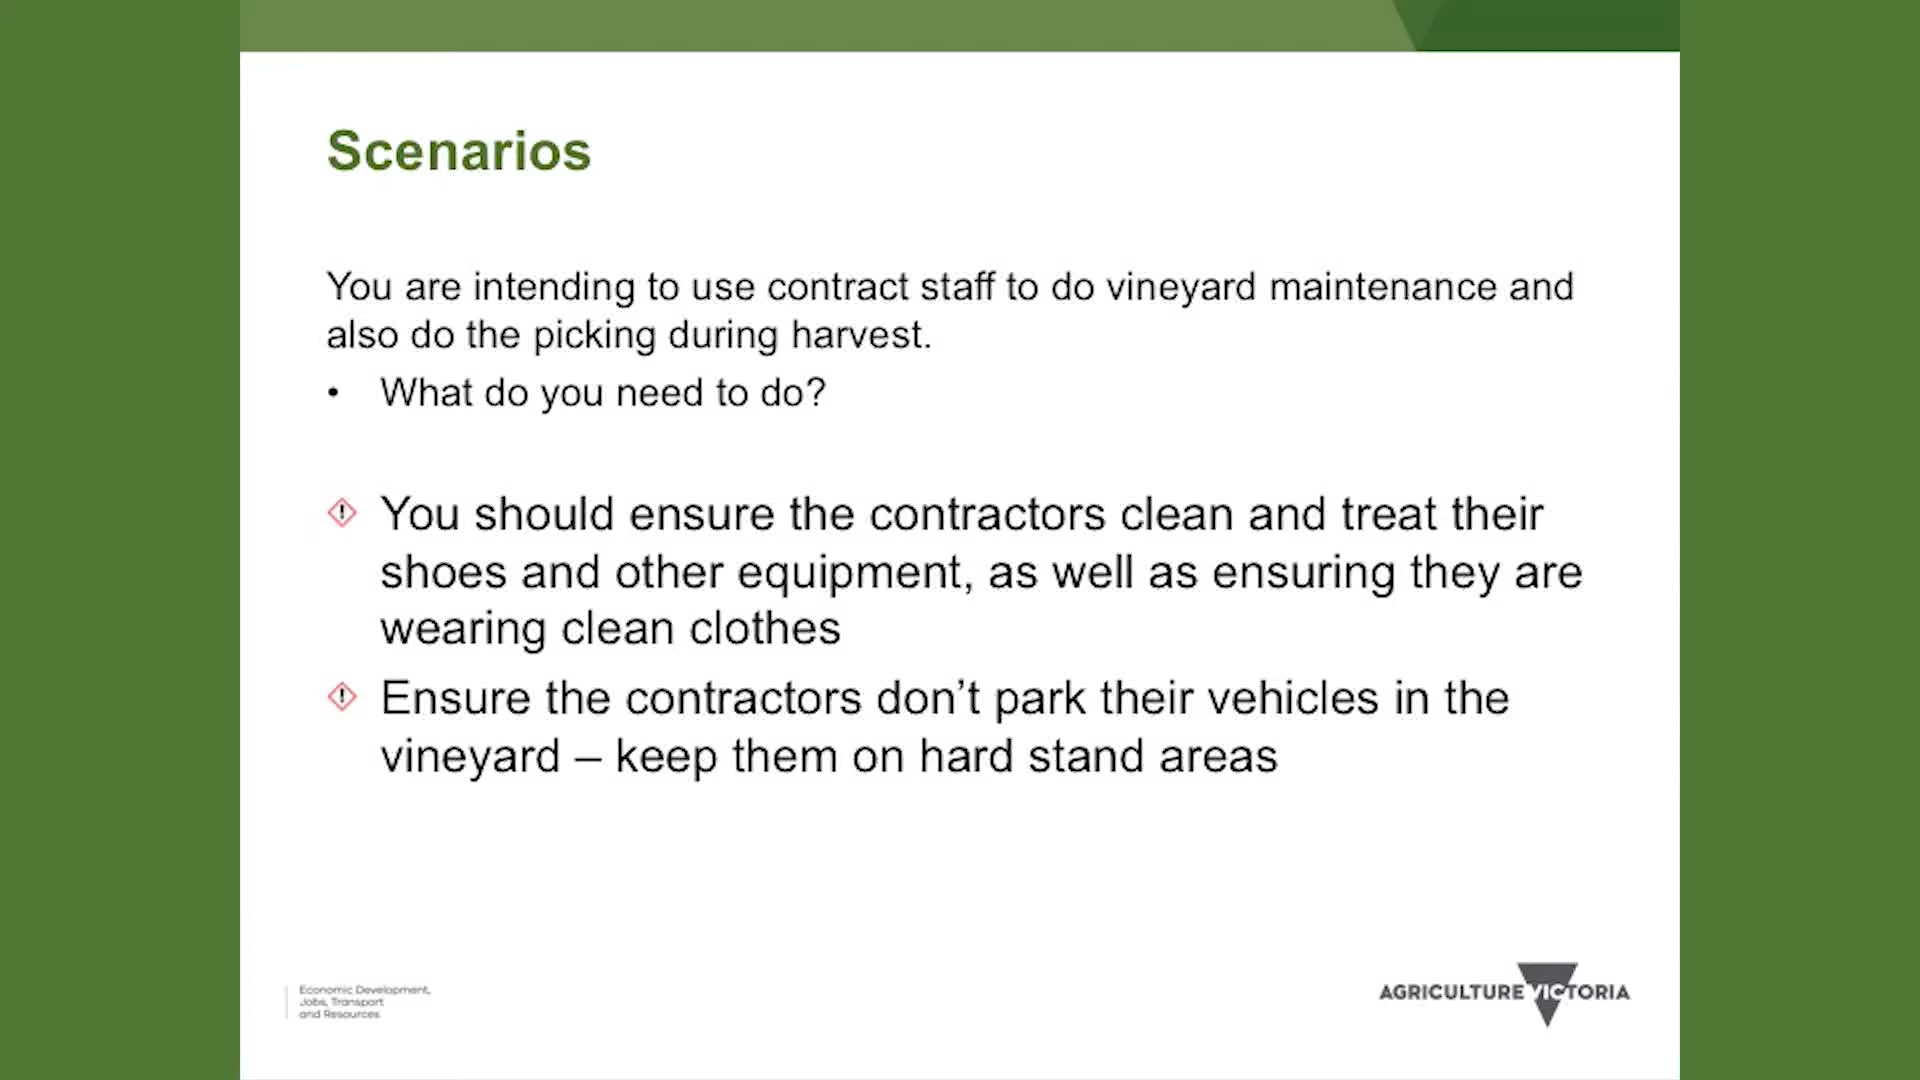 Scenarios
You are intending to use contract staff to do vineyard maintenance and
also do the picking during harvest.
• What do you need to do?
You should ensure the contractors clean and treat their
shoes and other equipment, as well as ensuring they are
wearing clean clothes
Ensure the contractors don’t park their vehicles in the
vineyard – keep them on hard stand areas
Economic Development,
Jobs, Transport
and Resources
AGRICULTURE VICTORIA